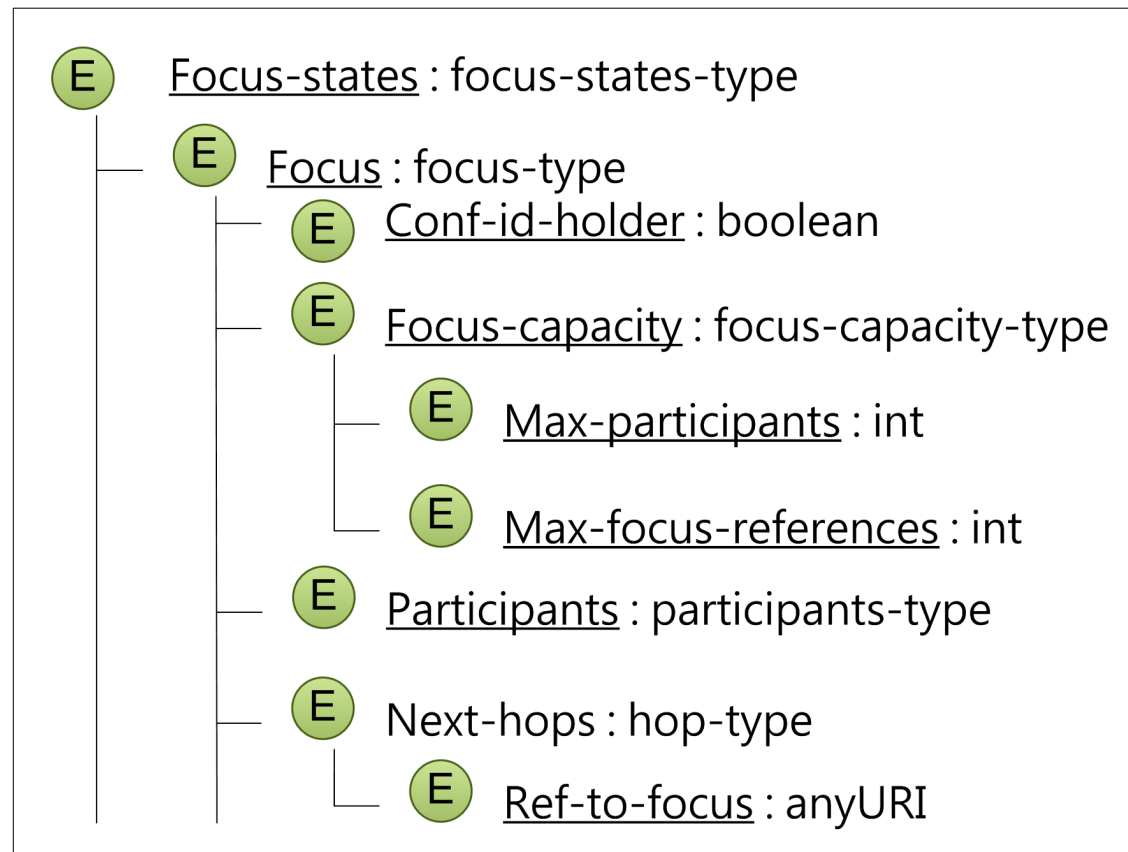 E Focus-states : focus-states-type
E Focus : focus-type
E Conf-id-holder : boolean
E Focus-capacity : focus-capacity-type
E Max-participants : int
E Max-focus-references : int
E Participants : participants-type
E Next-hops : hop-type
E Ref-to-focus : anyURI